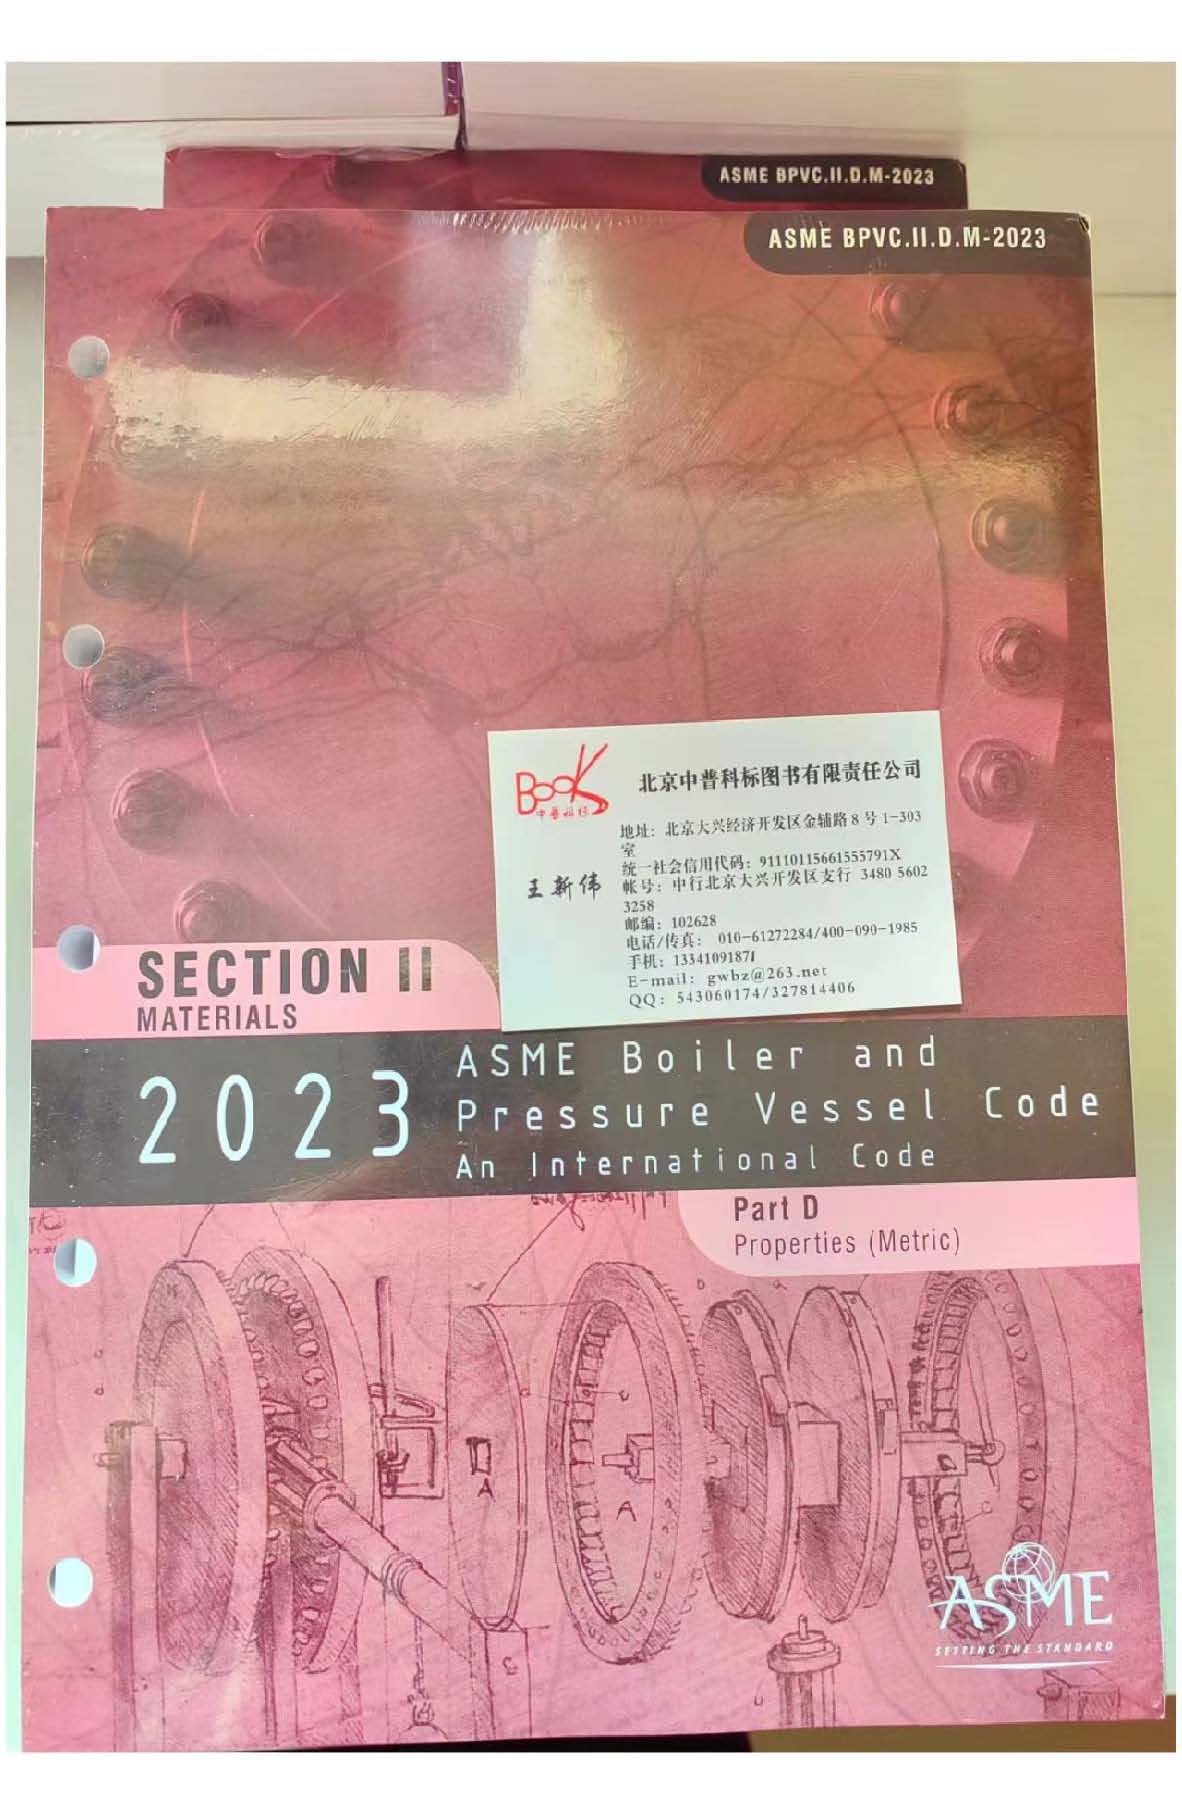 ASME BPVC.II.D.M-2023
ASME BPVC.II.D.M-2023
Book
中普科标
北京中普科标图书有限责任公司
地址：北京大兴经济开发区金辅路8号1-303
室
统一社会信用代码：91110115661555791X
帐号：中行北京大兴开发区支行 3480 5602
3258
王新伟
邮编：102628
电话/传真： 010-61272284/400-090-1985
手机：13341091871
E-mail：gwbz@263.net
QQ：543060174/327814406
SECTION II
MATERIALS
2023
ASME Boiler and
Pressure Vessel Code
An International Code
Part D
Properties (Metric)
A
A
ASME
SETTING THE STANDARD